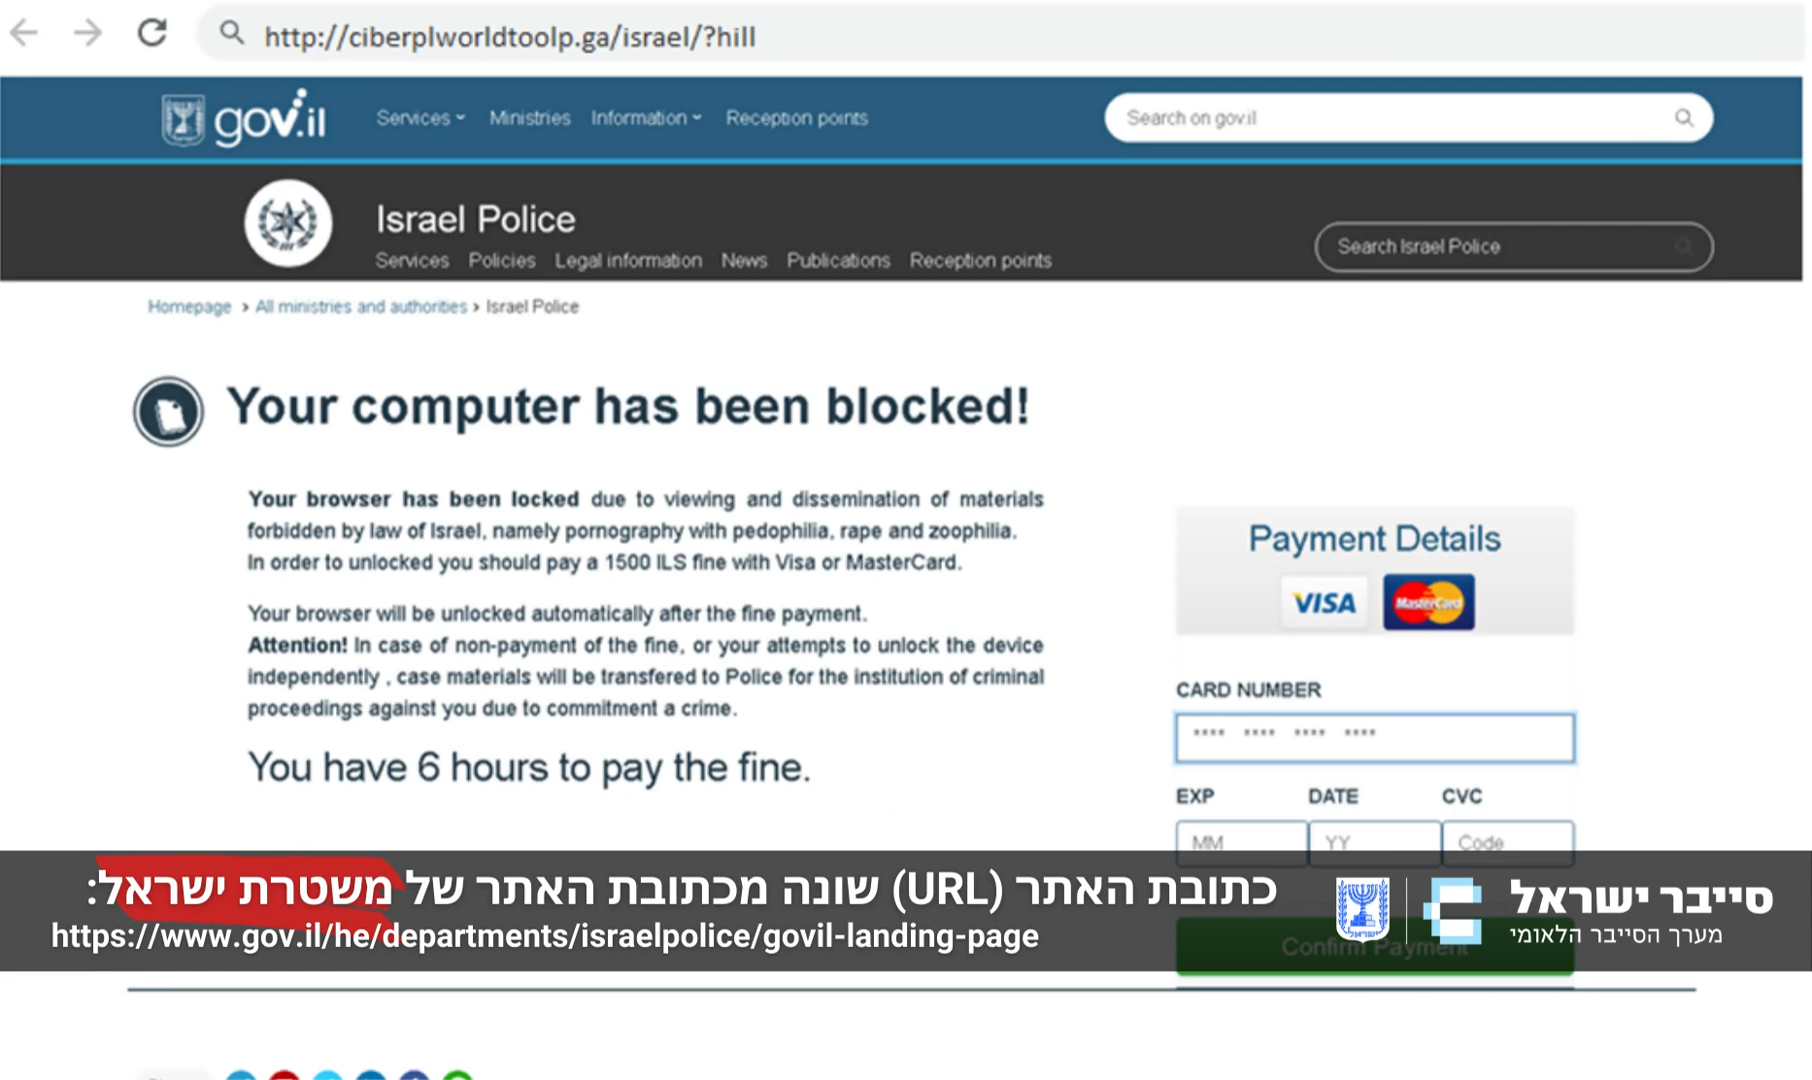 http://ciberplworldtoolp.ga/israel/?hill
gov.il
Services Ministries Information Reception points
Search on gov.il
Israel Police
Services Policies Legal information News Publications Reception points
Search Israel Police
Homepage > All ministries and authorities > Israel Police
Your computer has been blocked!
Your browser has been locked due to viewing and dissemination of materials
forbidden by law of Israel, namely pornography with pedophilia, rape and zoophilia.
In order to unlocked you should pay a 1500 ILS fine with Visa or MasterCard.
Your browser will be unlocked automatically after the fine payment.
Attention! In case of non-payment of the fine, or your attempts to unlock the device
independently , case materials will be transfered to Police for the institution of criminal
proceedings against you due to commitment a crime.
You have 6 hours to pay the fine.
Payment Details
VISA MasterCard
CARD NUMBER
**** **** **** ****
EXP DATE CVC
MM YY Code
Confirm Payment
כתובת האתר (URL) שונה מכתובת האתר של משטרת ישראל:
https://www.gov.il/he/departments/israelpolice/govil-landing-page
סייבר ישראל
מערך הסייבר הלאומי